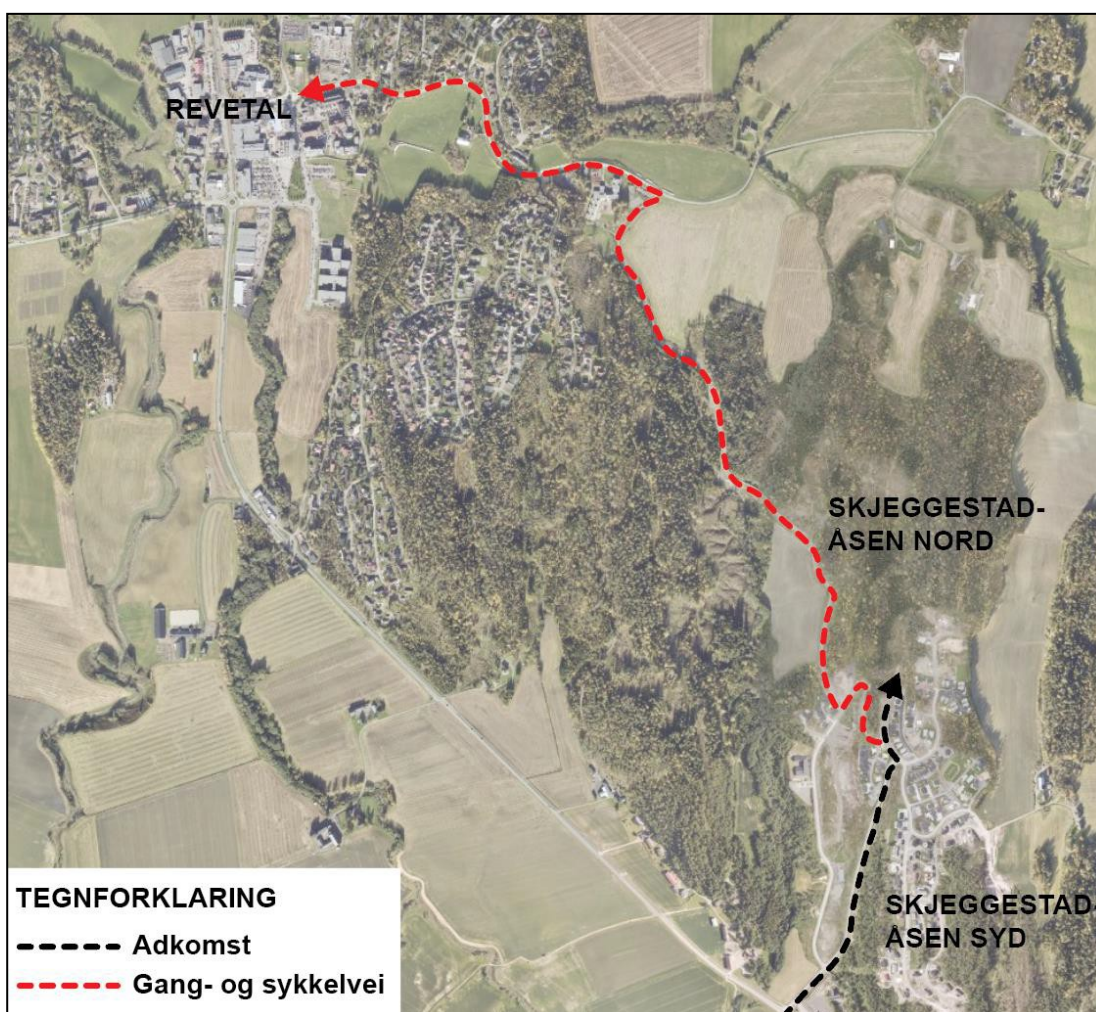 REVETAL
SKJEGGESTAD-
ÅSEN NORD
SKJEGGESTAD-
ÅSEN SYD
TEGNFORKLARING
Adkomst
Gang- og sykkelvei